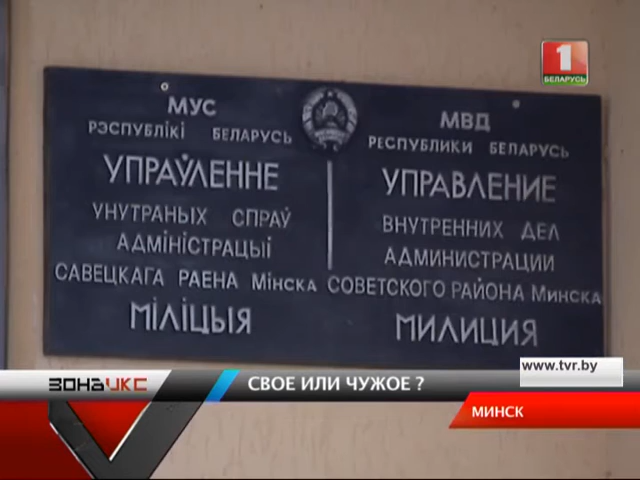 1
БЕЛАРУСЬ
МУС
РЭСПУБЛІКІ БЕЛАРУСЬ
УПРАЎЛЕННЕ
УНУТРАНЫХ СПРАЎ
АДМІНІСТРАЦЫІ
САВЕЦКАГА РАЕНА МІНСКА
МІЛІЦЫЯ
МВД
РЕСПУБЛИКИ БЕЛАРУСЬ
УПРАВЛЕНИЕ
ВНУТРЕННИХ ДЕЛ
АДМИНИСТРАЦИИ
СОВЕТСКОГО РАЙОНА МИНСКА
МИЛИЦИЯ
www.tvr.by
ЗОНА ИКС
СВОЕ ИЛИ ЧУЖОЕ ?
МИНСК